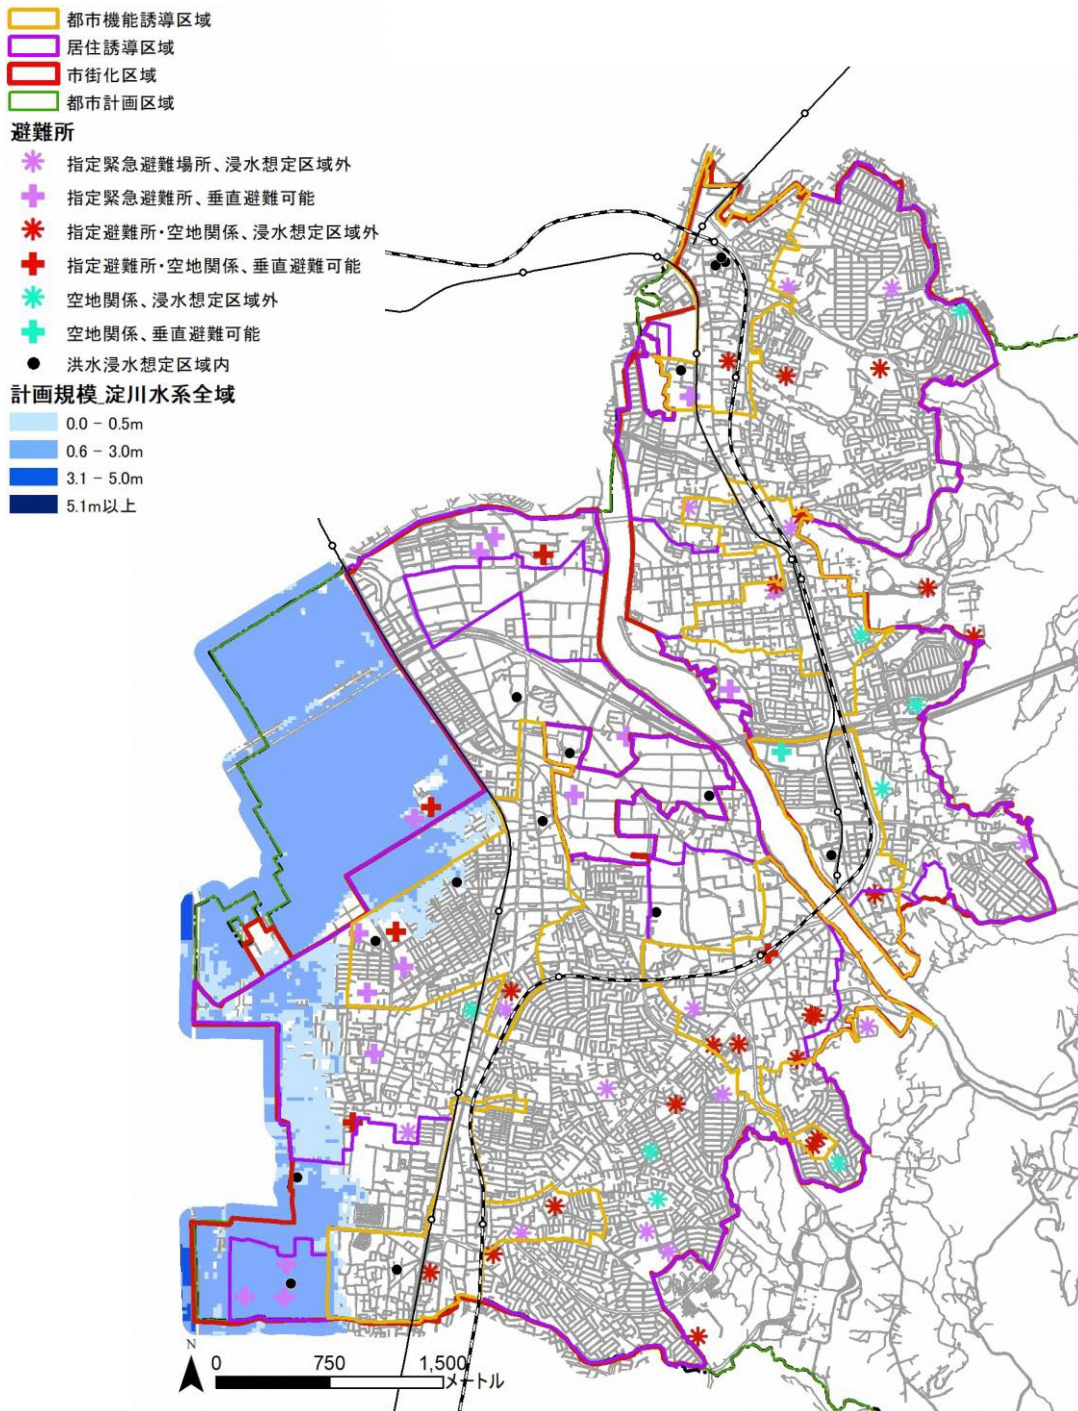 都市機能誘導区域
居住誘導区域
市街化区域
都市計画区域
避難所
指定緊急避難場所、浸水想定区域外
指定緊急避難所、垂直避難可能
指定避難所・空地関係、浸水想定区域外
指定避難所・空地関係、垂直避難可能
空地関係、浸水想定区域外
空地関係、垂直避難可能
洪水浸水想定区域内
計画規模_淀川水系全域
0.0 - 0.5m
0.6 - 3.0m
3.1 - 5.0m
5.1m以上
N
0 750 1,500
メートル